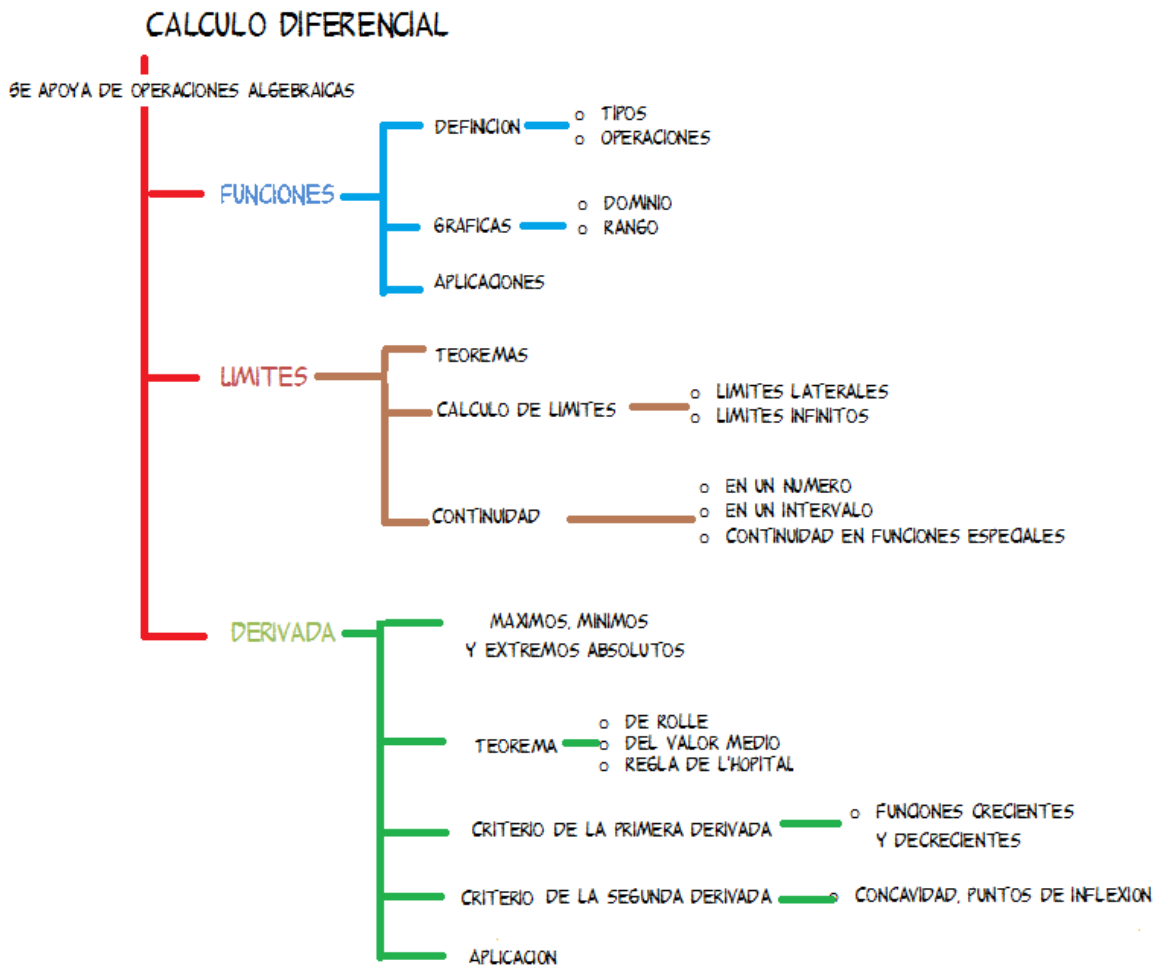 CALCULO DIFERENCIAL
SE APOYA DE OPERACIONES ALGEBRAICAS
FUNCIONES
DEFINCION
o TIPOS
o OPERACIONES
GRAFICAS
o DOMINIO
o RANGO
APLICACIONES
LIMITES
TEOREMAS
CALCULO DE LIMITES
o LIMITES LATERALES
o LIMITES INFINITOS
CONTINUIDAD
o EN UN NUMERO
o EN UN INTERVALO
o CONTINUIDAD EN FUNCIONES ESPECIALES
DERIVADA
MAXIMOS, MINIMOS
Y EXTREMOS ABSOLUTOS
TEOREMA
o DE ROLLE
o DEL VALOR MEDIO
o REGLA DE L'HOPITAL
CRITERIO DE LA PRIMERA DERIVADA
o FUNCIONES CRECIENTES
Y DECRECIENTES
CRITERIO DE LA SEGUNDA DERIVADA
o CONCAVIDAD, PUNTOS DE INFLEXION
APLICACION